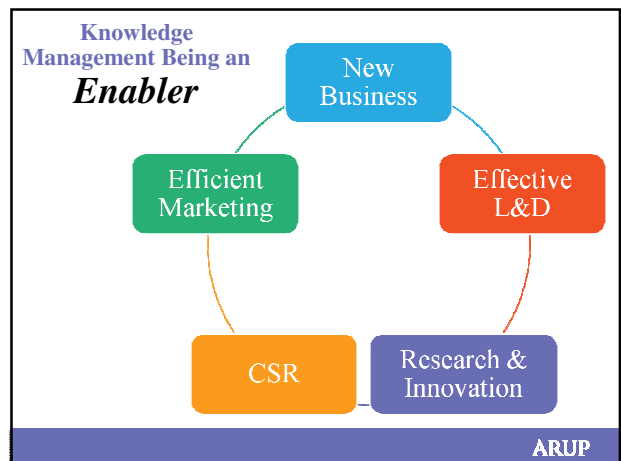 Knowledge
Management Being an
Enabler
New
Business
Effective
L&D
Research &
Innovation
CSR
Efficient
Marketing
ARUP